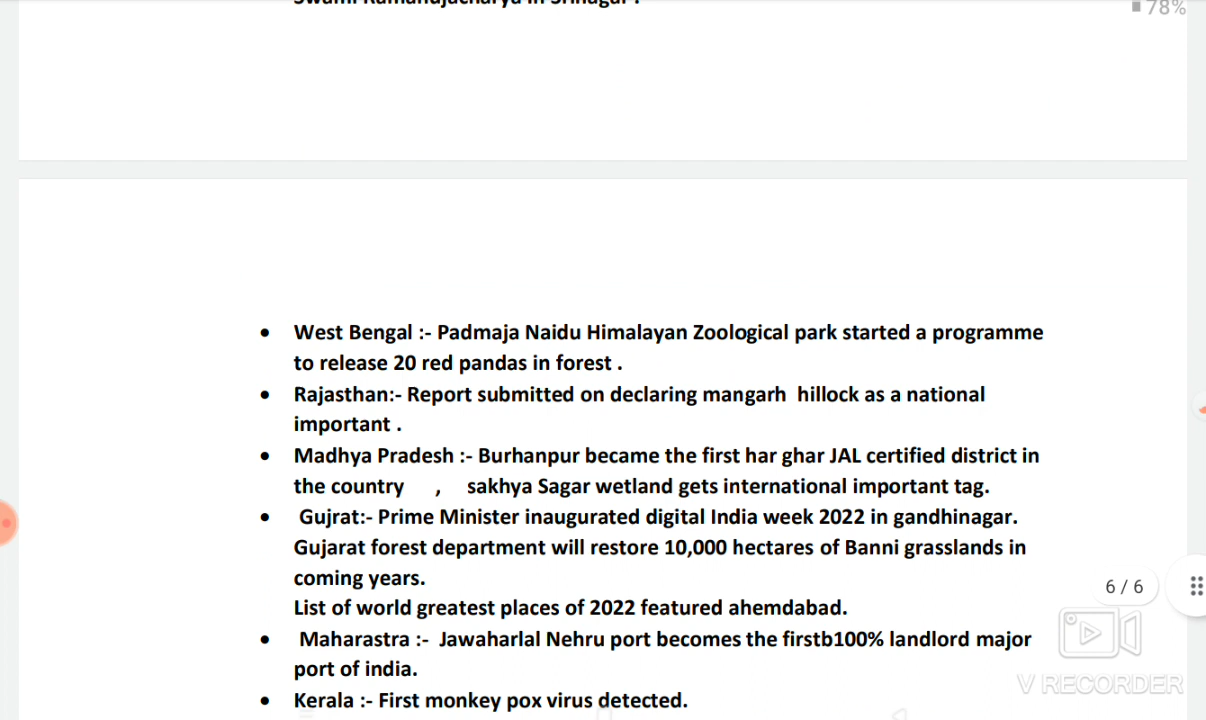 Swami Ramanujacharya in Srinagar .
78%
• West Bengal :- Padmaja Naidu Himalayan Zoological park started a programme
to release 20 red pandas in forest .
• Rajasthan:- Report submitted on declaring mangarh hillock as a national
important .
• Madhya Pradesh :- Burhanpur became the first har ghar JAL certified district in
the country , sakhya Sagar wetland gets international important tag.
• Gujrat:- Prime Minister inaugurated digital India week 2022 in gandhinagar.
Gujarat forest department will restore 10,000 hectares of Banni grasslands in
coming years.
List of world greatest places of 2022 featured ahemdabad.
• Maharastra :- Jawaharlal Nehru port becomes the firstb100% landlord major
port of india.
• Kerala :- First monkey pox virus detected.
6 / 6
V RECORDER